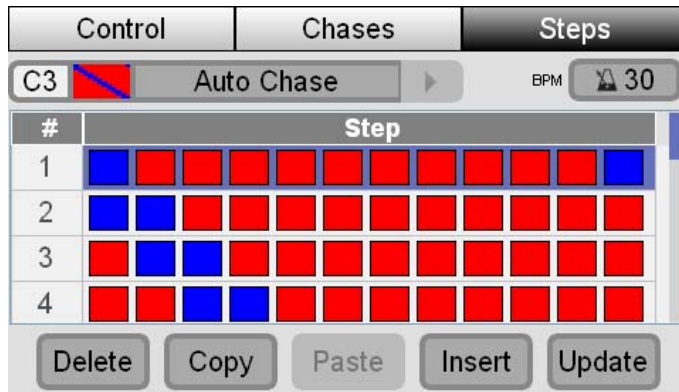 Control Chases Steps
C3 Auto Chase BPM 30
# Step
1
2
3
4
Delete Copy Paste Insert Update